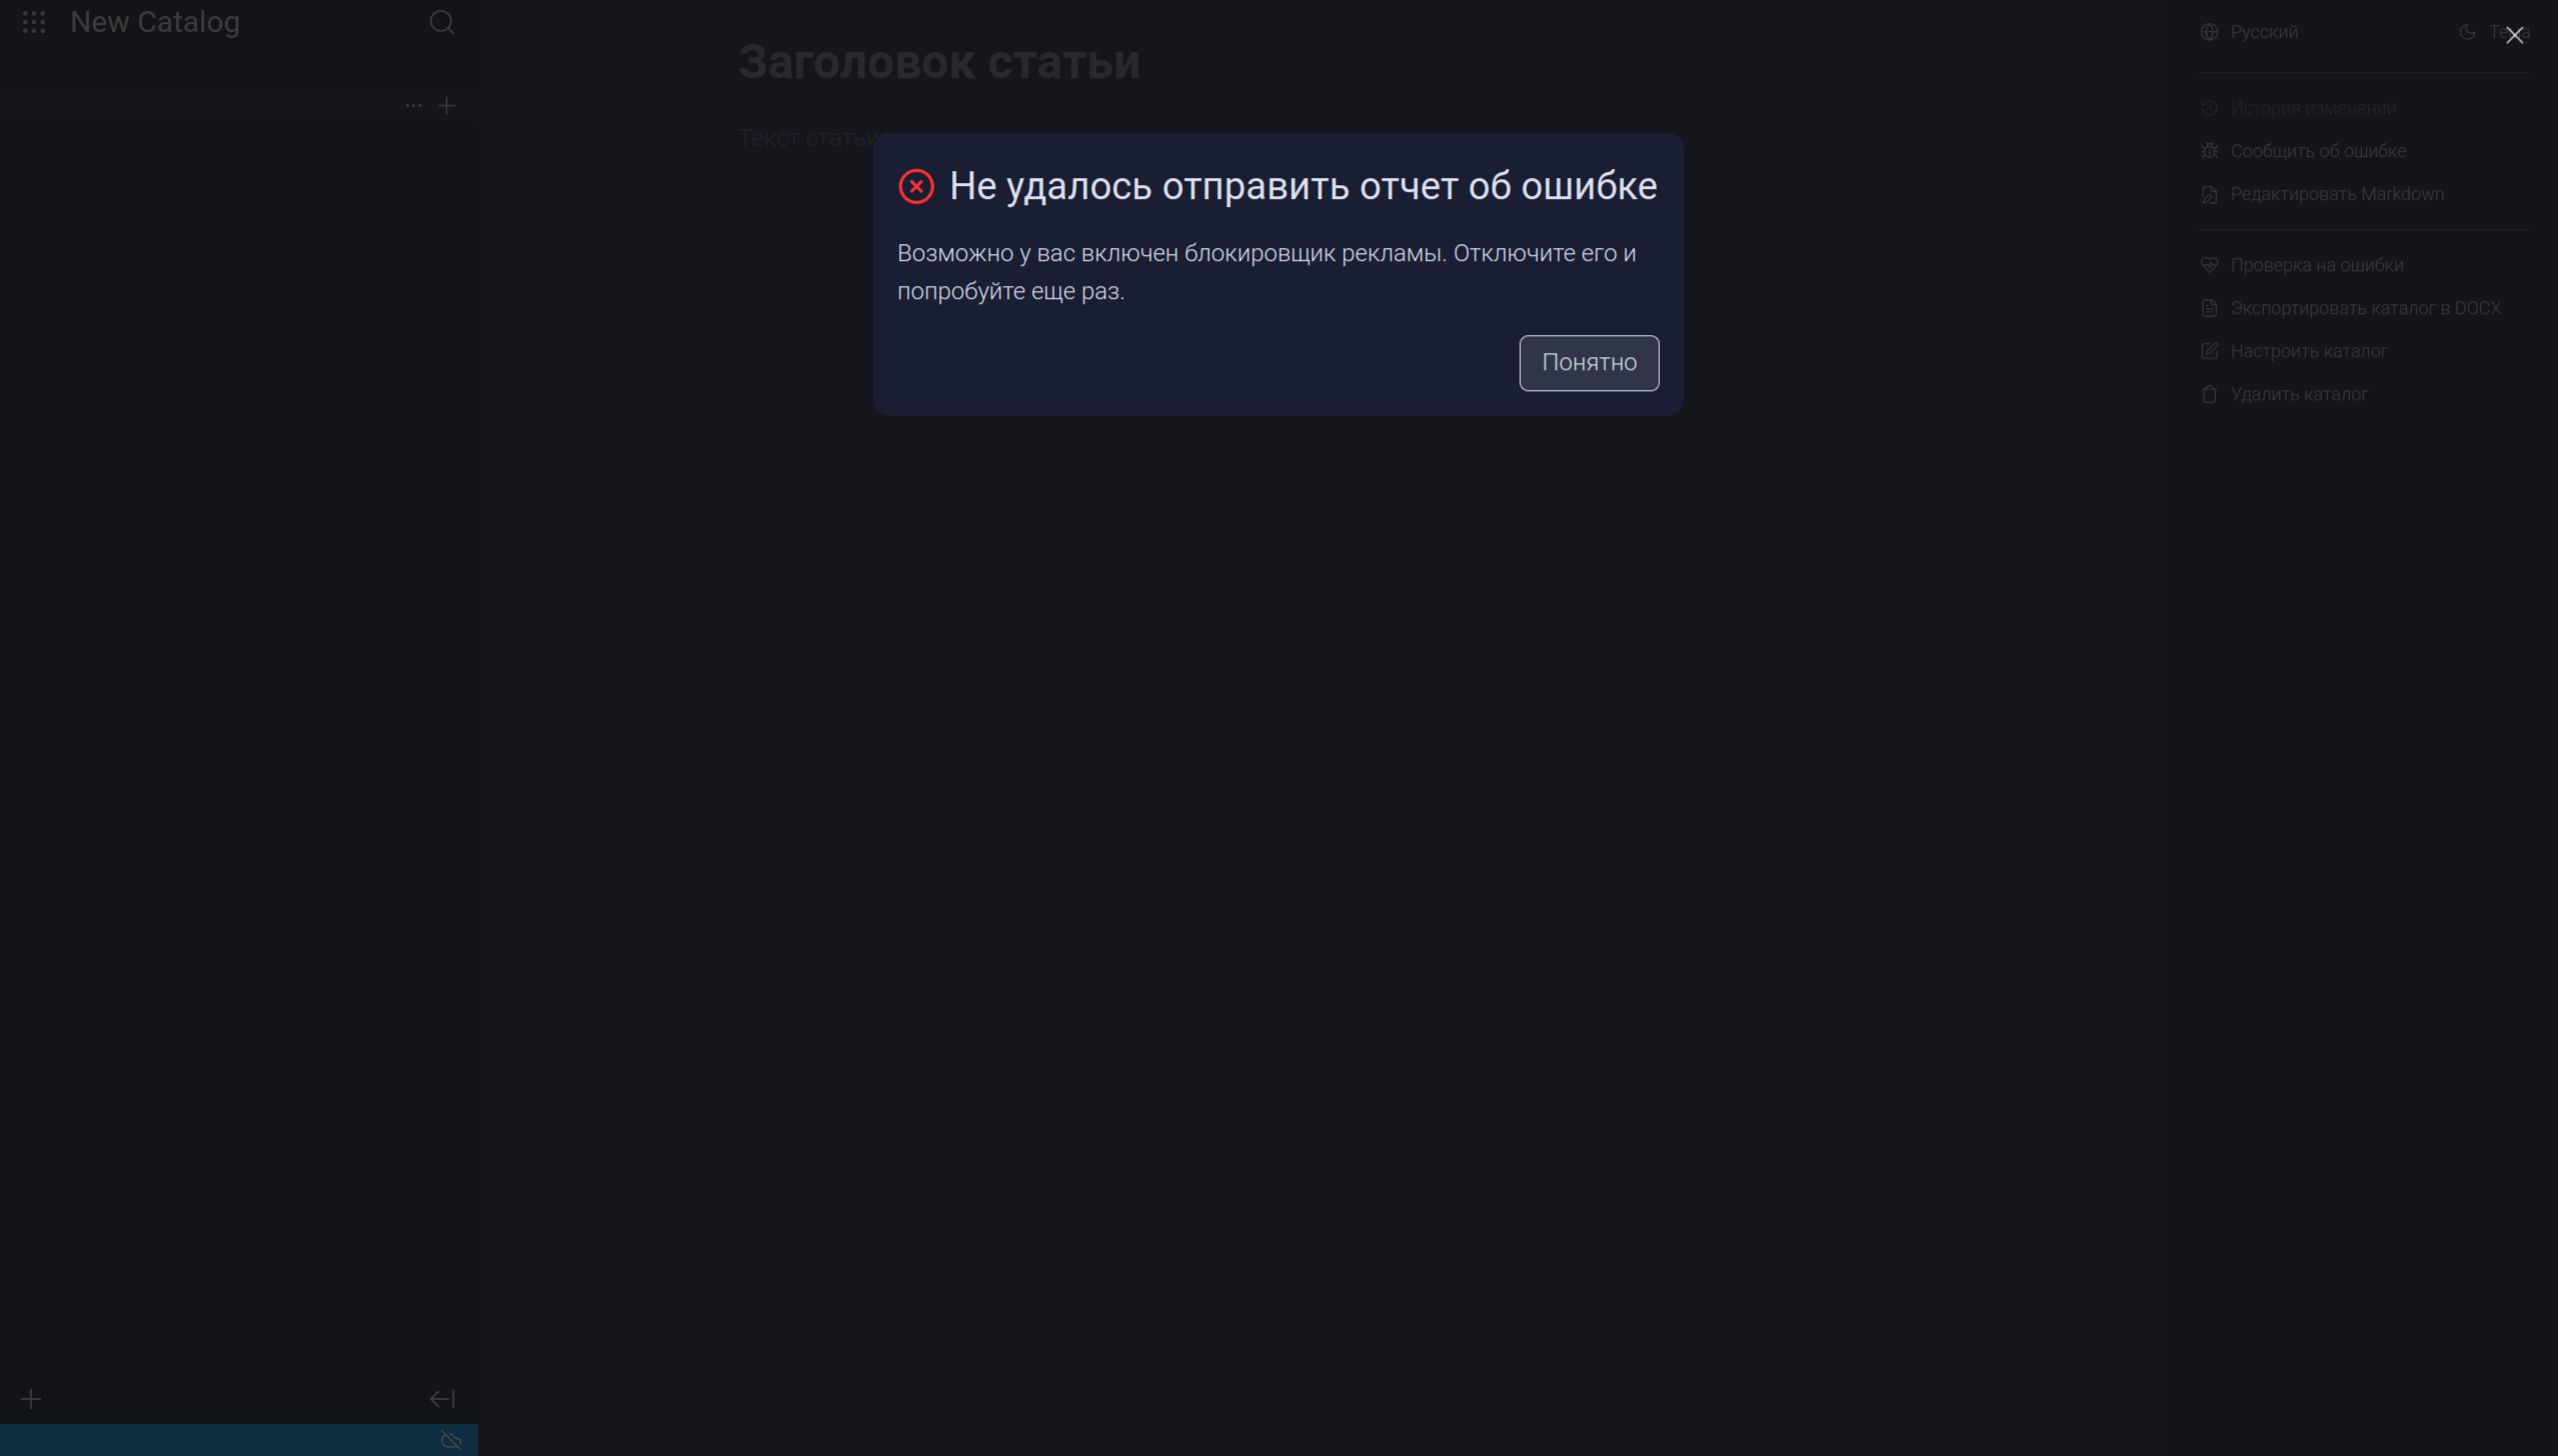 New Catalog
Заголовок статьи
Текст статьи
Не удалось отправить отчет об ошибке
Возможно у вас включен блокировщик рекламы. Отключите его и
попробуйте еще раз.
Понятно
Русский
История изменений
Сообщить об ошибке
Редактировать Markdown
Проверка на ошибки
Экспортировать каталог в DOCX
Настроить каталог
Удалить каталог